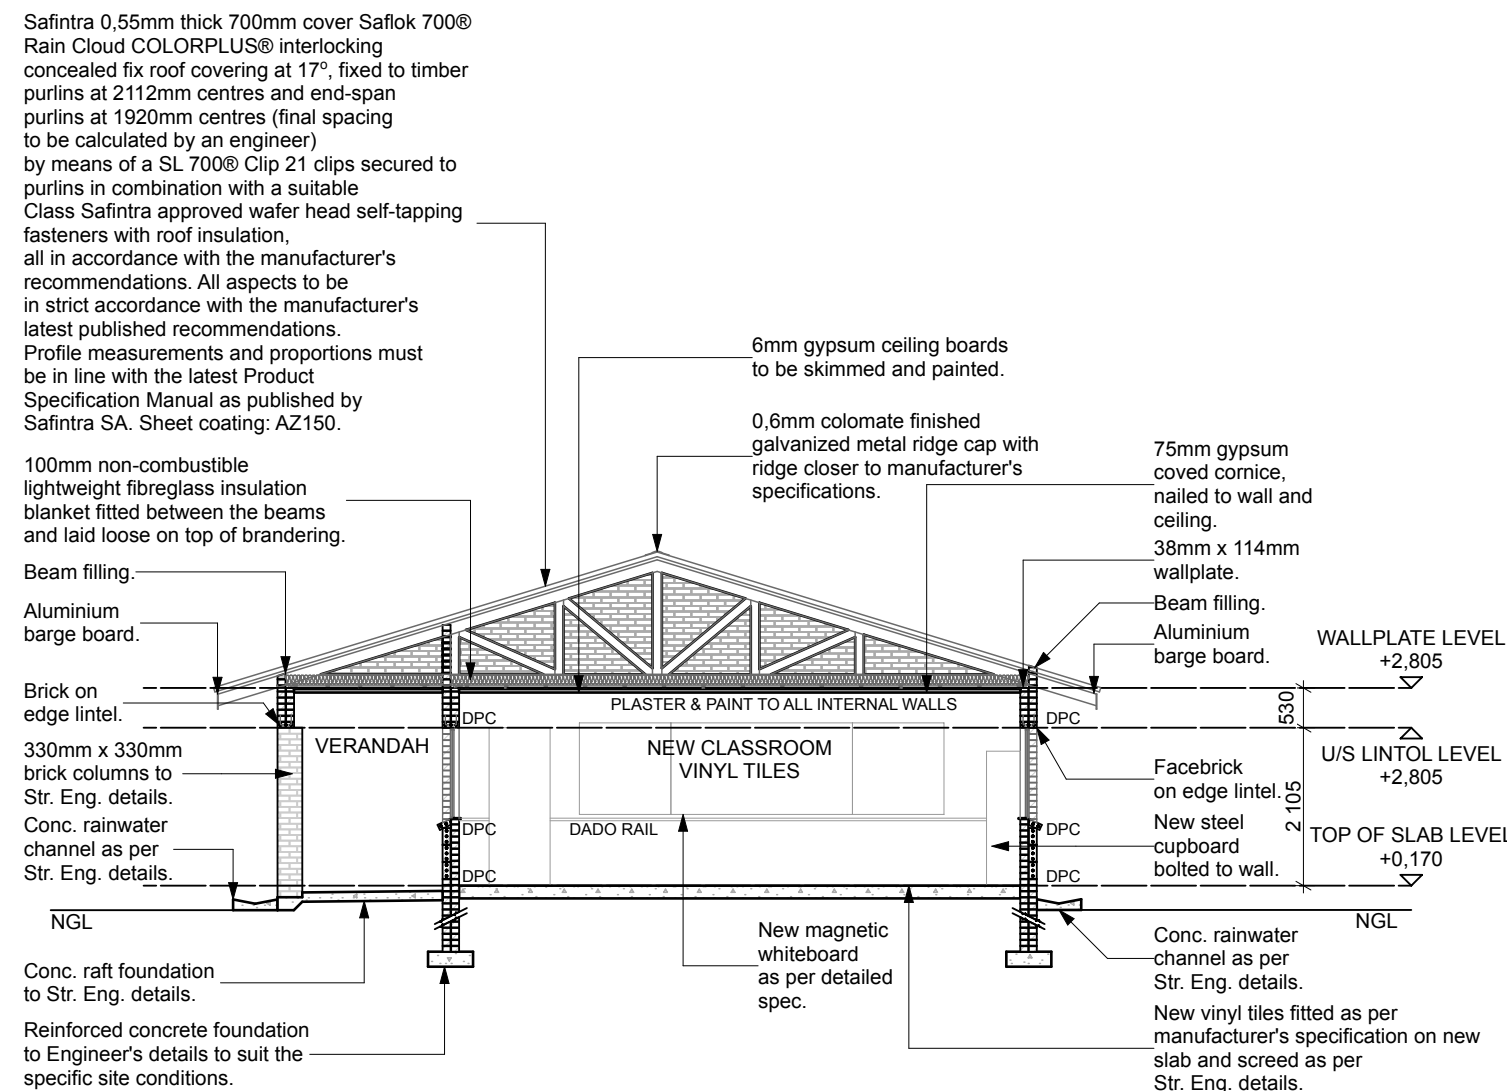 Safintra 0,55mm thick 700mm cover Saflok 700®
Rain Cloud COLORPLUS® interlocking
concealed fix roof covering at 17°, fixed to timber
purlins at 2112mm centres and end-span
purlins at 1920mm centres (final spacing
to be calculated by an engineer)
by means of a SL 700® Clip 21 clips secured to
purlins in combination with a suitable
Class Safintra approved wafer head self-tapping
fasteners with roof insulation,
all in accordance with the manufacturer's
recommendations. All aspects to be
in strict accordance with the manufacturer's
latest published recommendations.
Profile measurements and proportions must
be in line with the latest Product
Specification Manual as published by
Safintra SA. Sheet coating: AZ150.
100mm non-combustible
lightweight fibreglass insulation
blanket fitted between the beams
and laid loose on top of brandering.
Beam filling.
Aluminium
barge board.
Brick on
edge lintel.
330mm x 330mm
brick columns to
Str. Eng. details.
Conc. rainwater
channel as per
Str. Eng. details.
NGL
Conc. raft foundation
to Str. Eng. details.
Reinforced concrete foundation
to Engineer's details to suit the
specific site conditions.
6mm gypsum ceiling boards
to be skimmed and painted.
0,6mm colomate finished
galvanized metal ridge cap with
ridge closer to manufacturer's
specifications.
PLASTER & PAINT TO ALL INTERNAL WALLS
DPC
DPC
VERANDAH
NEW CLASSROOM
VINYL TILES
DPC
DADO RAIL
DPC
DPC
DPC
New magnetic
whiteboard
as per detailed
spec.
75mm gypsum
coved cornice,
nailed to wall and
ceiling.
38mm x 114mm
wallplate.
Beam filling.
Aluminium
barge board.
Facebrick
on edge lintel.
New steel
cupboard
bolted to wall.
530
2 105
WALLPLATE LEVEL
+2,805
U/S LINTOL LEVEL
+2,805
TOP OF SLAB LEVEL
+0,170
NGL
Conc. rainwater
channel as per
Str. Eng. details.
New vinyl tiles fitted as per
manufacturer's specification on new
slab and screed as per
Str. Eng. details.